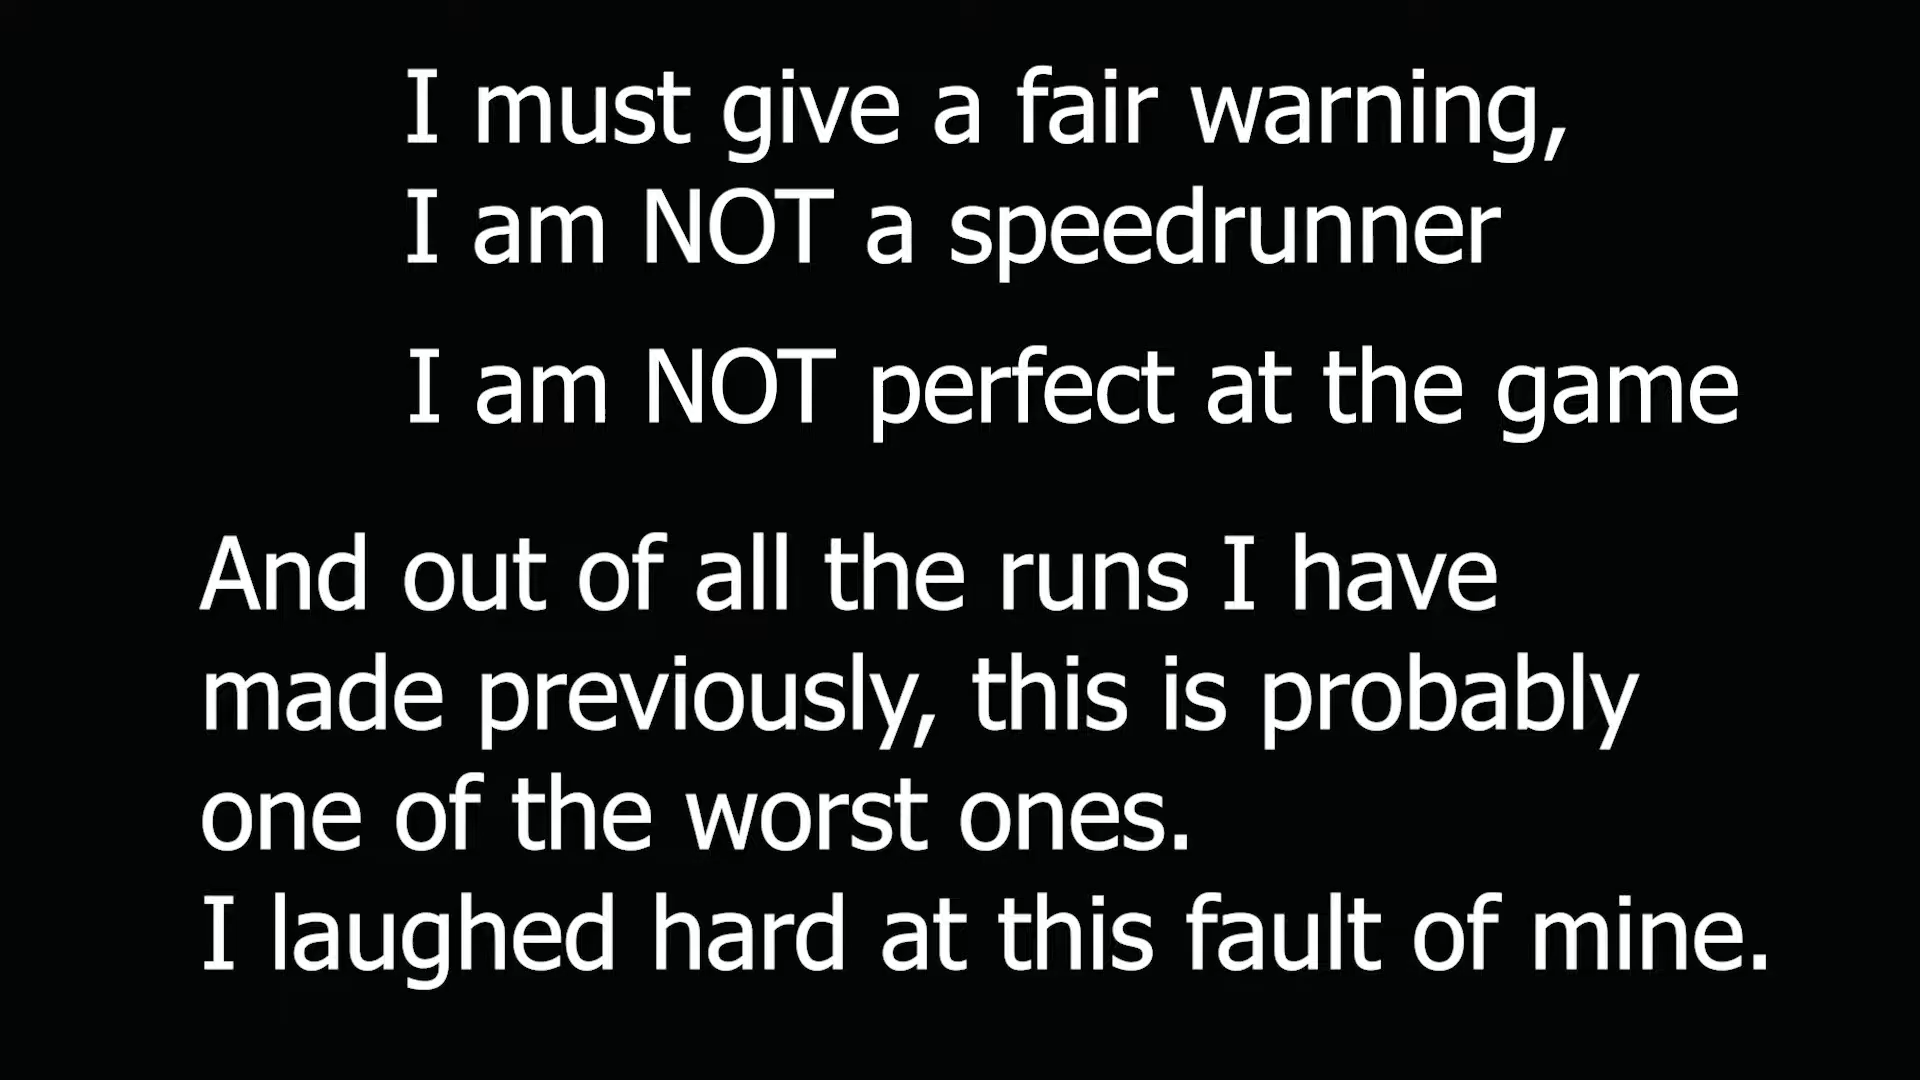 I must give a fair warning,
I am NOT a speedrunner
I am NOT perfect at the game
And out of all the runs I have
made previously, this is probably
one of the worst ones.
I laughed hard at this fault of mine.